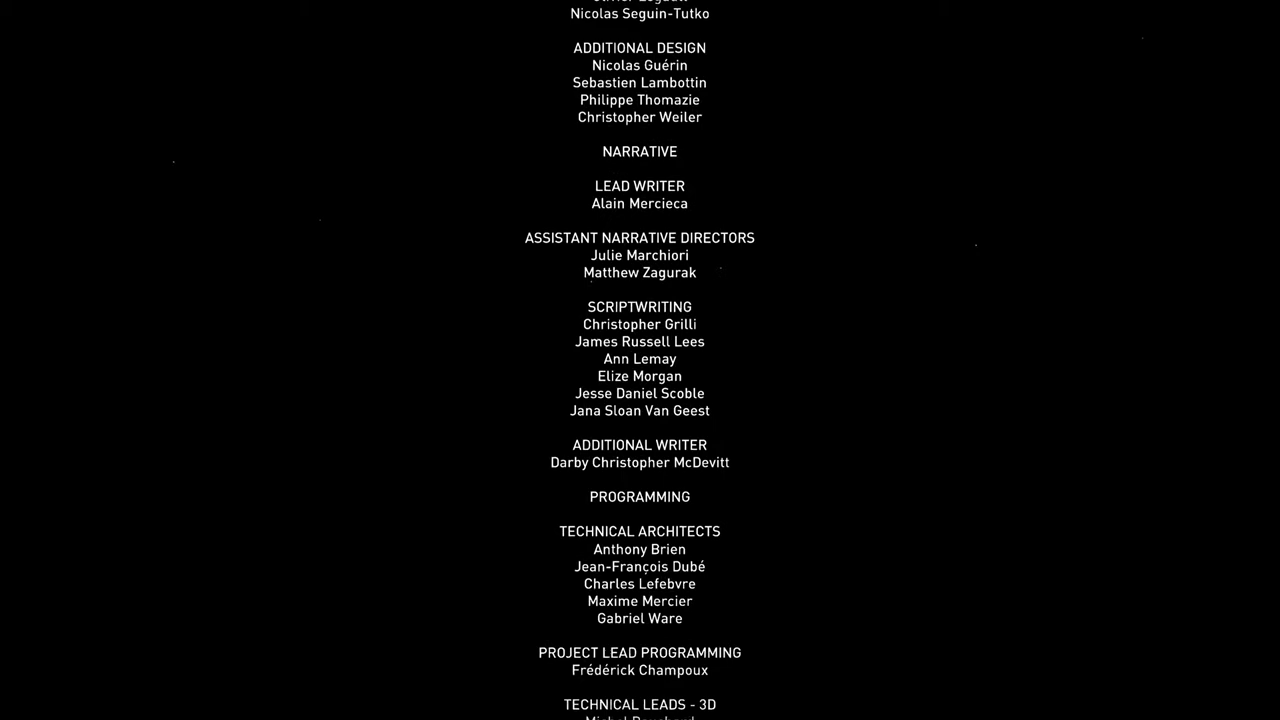 Nicolas Seguin-Tutko
ADDITIONAL DESIGN
Nicolas Guérin
Sebastien Lambottin
Philippe Thomazie
Christopher Weiler
NARRATIVE
LEAD WRITER
Alain Mercieca
ASSISTANT NARRATIVE DIRECTORS
Julie Marchiori
Matthew Zagurak
SCRIPTWRITING
Christopher Grilli
James Russell Lees
Ann Lemay
Elize Morgan
Jesse Daniel Scoble
Jana Sloan Van Geest
ADDITIONAL WRITER
Darby Christopher McDevitt
PROGRAMMING
TECHNICAL ARCHITECTS
Anthony Brien
Jean-François Dubé
Charles Lefebvre
Maxime Mercier
Gabriel Ware
PROJECT LEAD PROGRAMMING
Frédérick Champoux
TECHNICAL LEADS - 3D